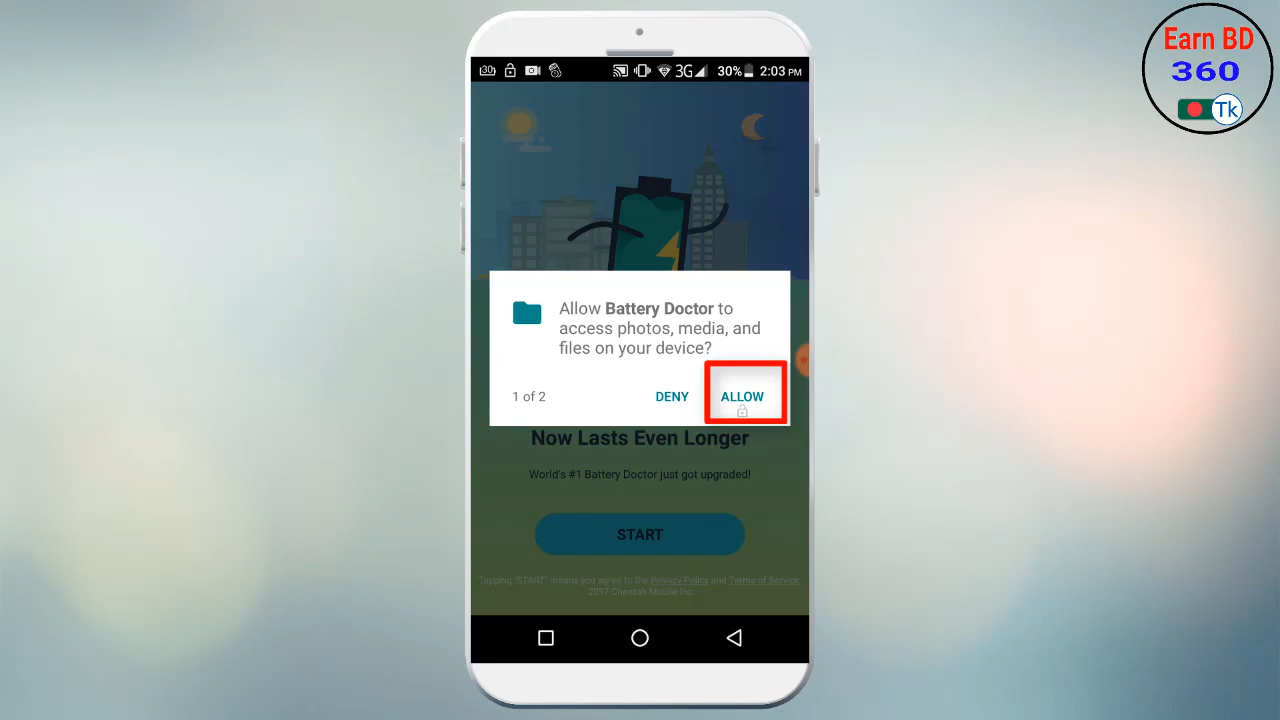 Earn BD
360
Tk
30
3G
30%
2:03 PM
Allow Battery Doctor to
access photos, media, and
files on your device?
1 of 2
DENY
ALLOW
Now Lasts Even Longer
World's #1 Battery Doctor just got upgraded!
START
Tapping "START" means you agree to the Privacy Policy and Terms of Service
2017 Cheetah Mobile Inc.